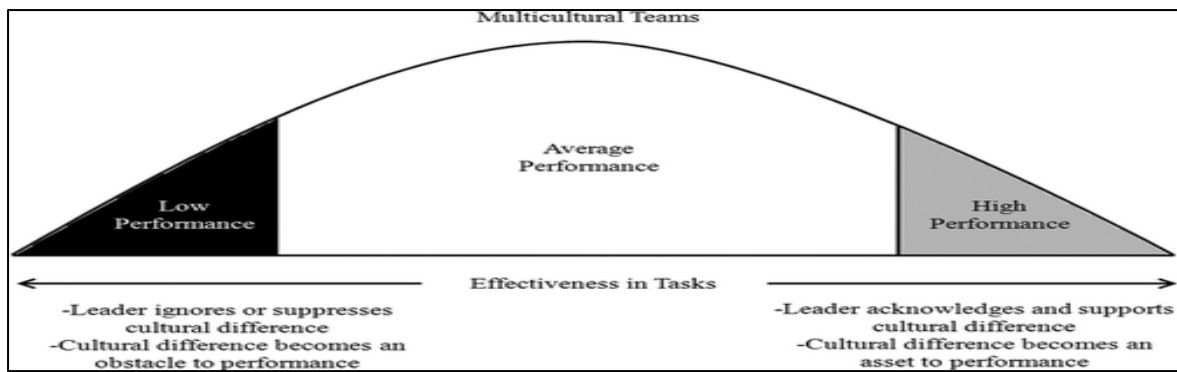 Multicultural Teams
Average
Performance
Low
Performance
High
Performance
Effectiveness in Tasks
-Leader ignores or suppresses
cultural difference
-Cultural difference becomes an
obstacle to performance
-Leader acknowledges and supports
cultural difference
-Cultural difference becomes an
asset to performance